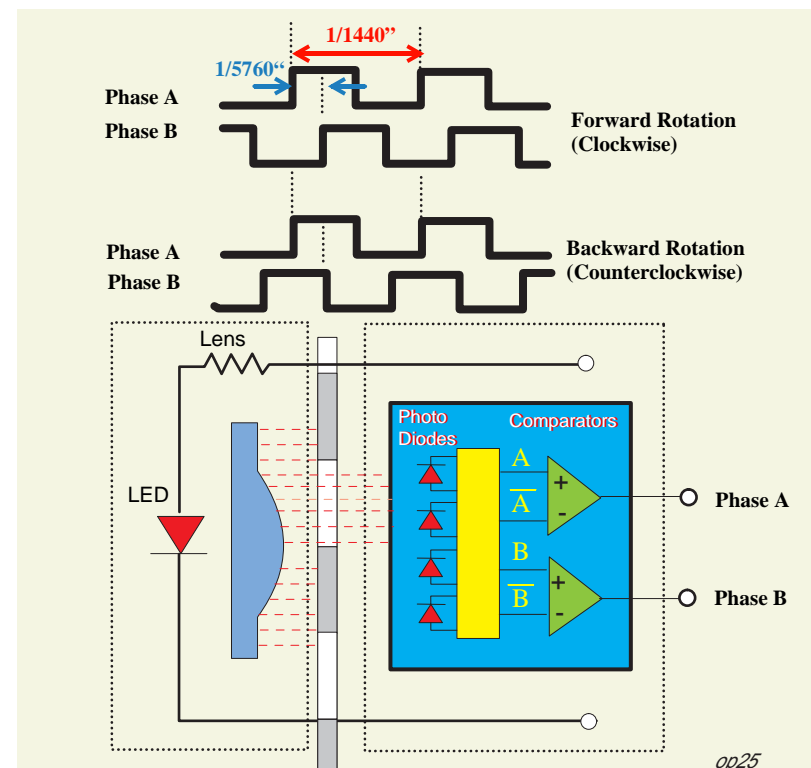 1/1440”
1/5760“
Phase A
Phase B
Forward Rotation
(Clockwise)
Phase A
Phase B
Backward Rotation
(Counterclockwise)
Lens
LED
Photo
Diodes
Comparators
A
+
A̅
-
B
+
B̅
-
Phase A
Phase B
op25